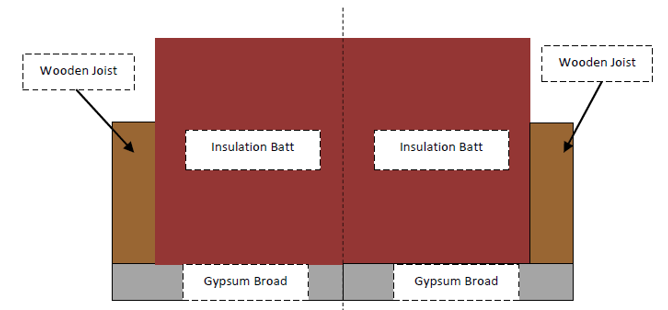 Wooden Joist
Wooden Joist
Insulation Batt
Insulation Batt
Gypsum Broad
Gypsum Broad